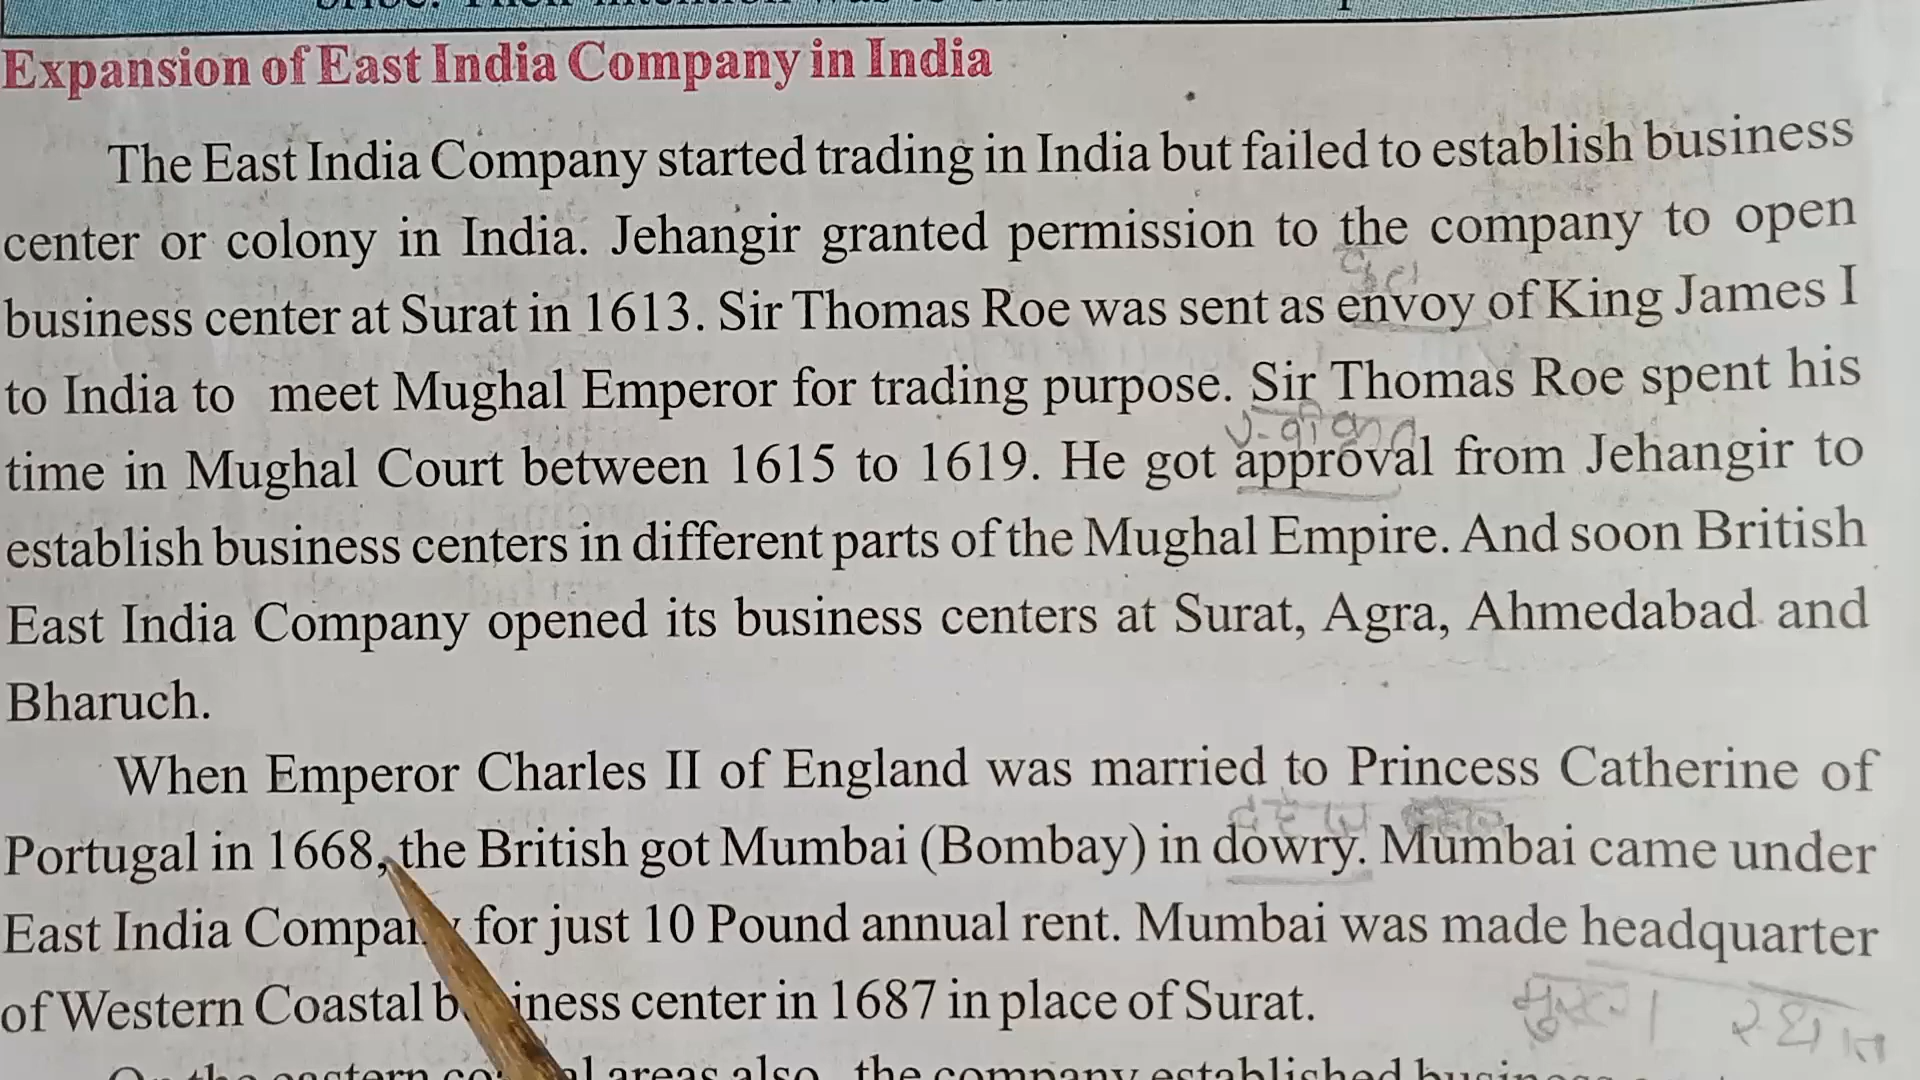 Expansion of East India Company in India
The East India Company started trading in India but failed to establish business
center or colony in India. Jehangir granted permission to the company to open
business center at Surat in 1613. Sir Thomas Roe was sent as envoy of King James I
to India to meet Mughal Emperor for trading purpose. Sir Thomas Roe spent his
time in Mughal Court between 1615 to 1619. He got approval from Jehangir to
establish business centers in different parts of the Mughal Empire. And soon British
East India Company opened its business centers at Surat, Agra, Ahmedabad and
Bharuch.
When Emperor Charles II of England was married to Princess Catherine of
दहेज
Portugal in 1668, the British got Mumbai (Bombay) in dowry. Mumbai came under
East India Company for just 10 Pound annual rent. Mumbai was made headquarter
of Western Coastal business center in 1687 in place of Surat.
also, the company established